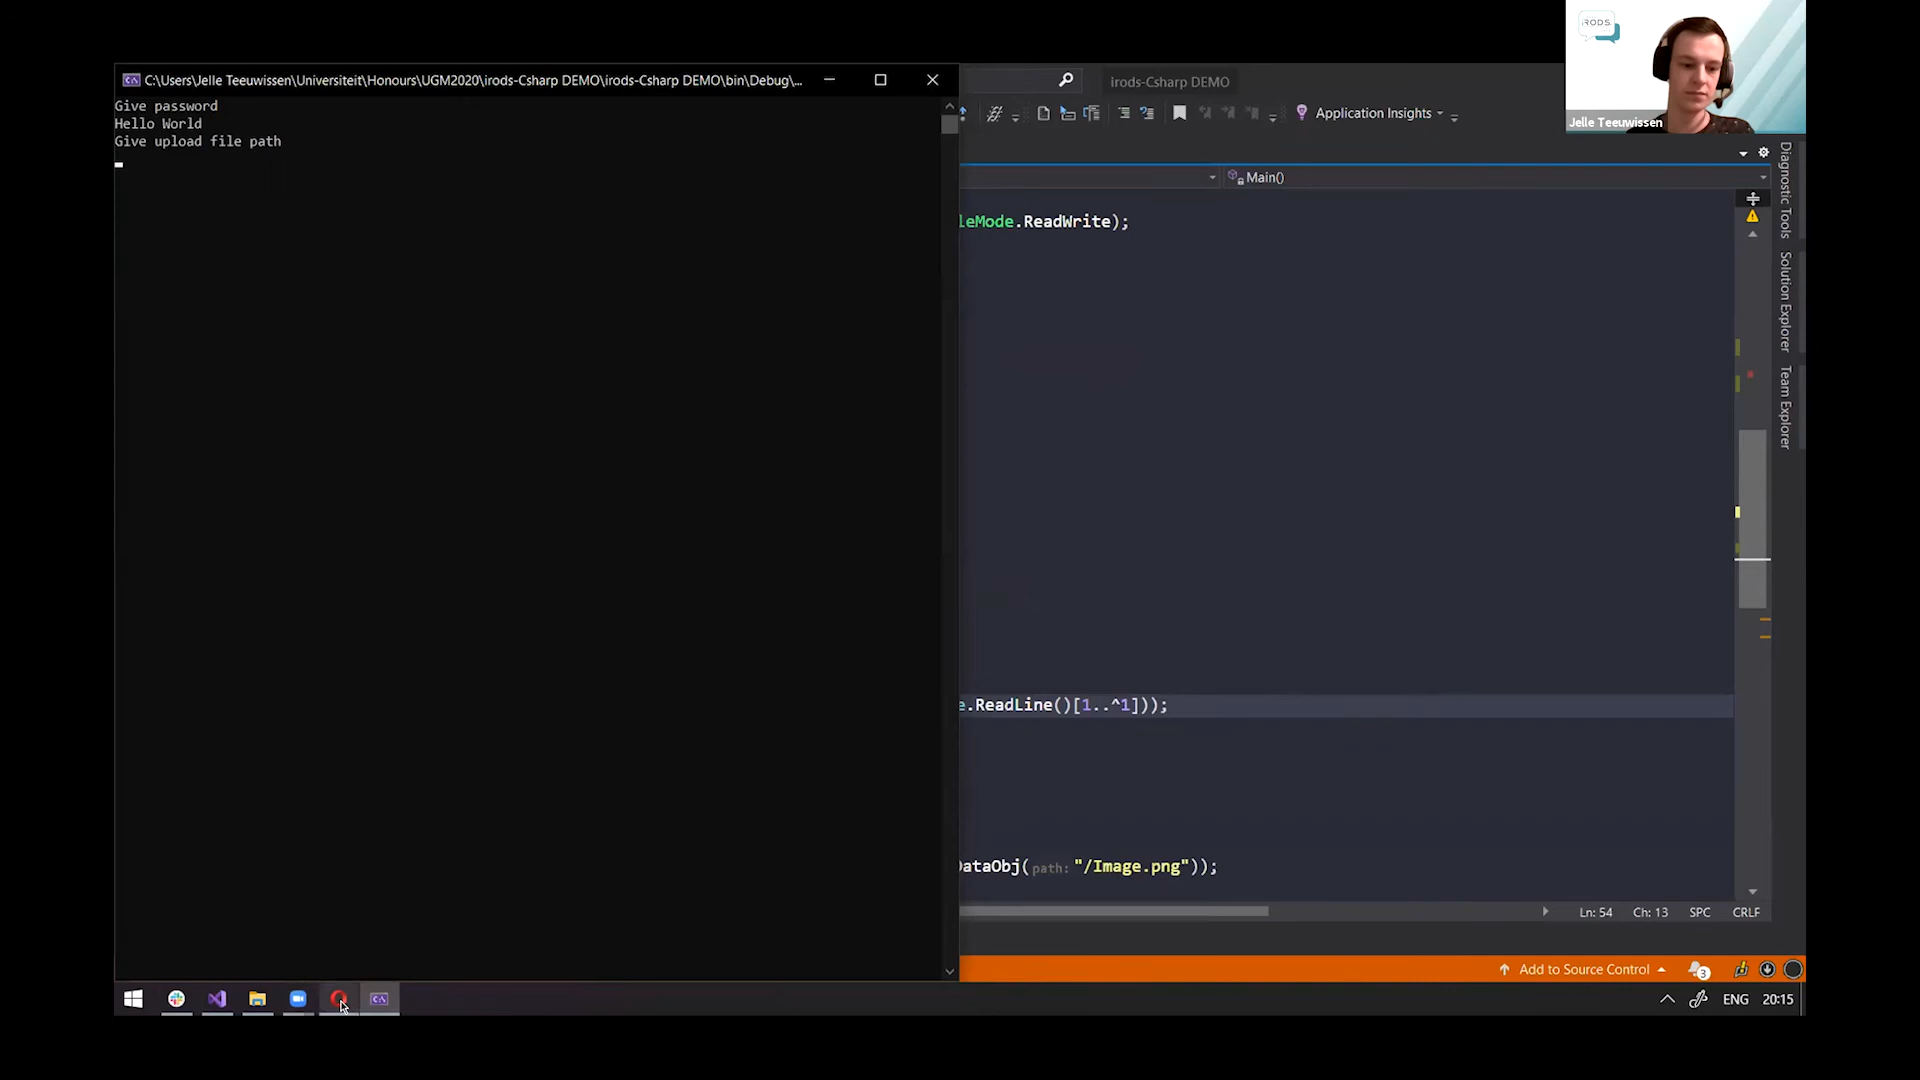 iRODS
Jelle Teeuwissen
C:\Users\Jelle Teeuwissen\Universiteit\Honours\UGM2020\irods-Csharp DEMO\irods-Csharp DEMO\bin\Debug\...
irods-Csharp DEMO
Give password
Hello World
Give upload file path
Application Insights
Main()
leMode.ReadWrite);
e.ReadLine()[1..^1]));
DataObj(path: "/Image.png"));
Diagnostic Tools
Solution Explorer
Team Explorer
Ln: 54 Ch: 13 SPC CRLF
Add to Source Control
3
ENG 20:15